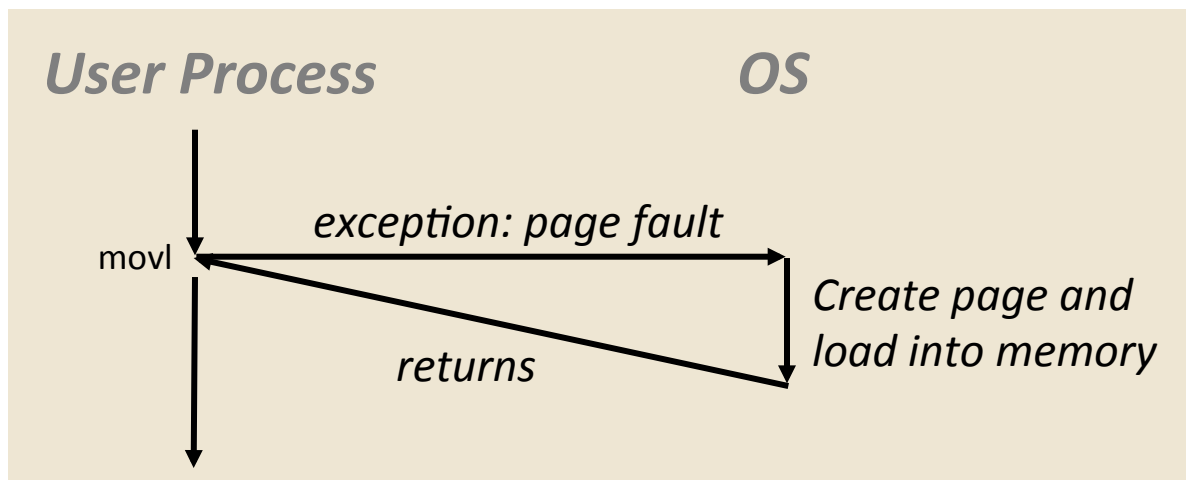 User Process
OS
exception: page fault
movl
Create page and
load into memory
returns